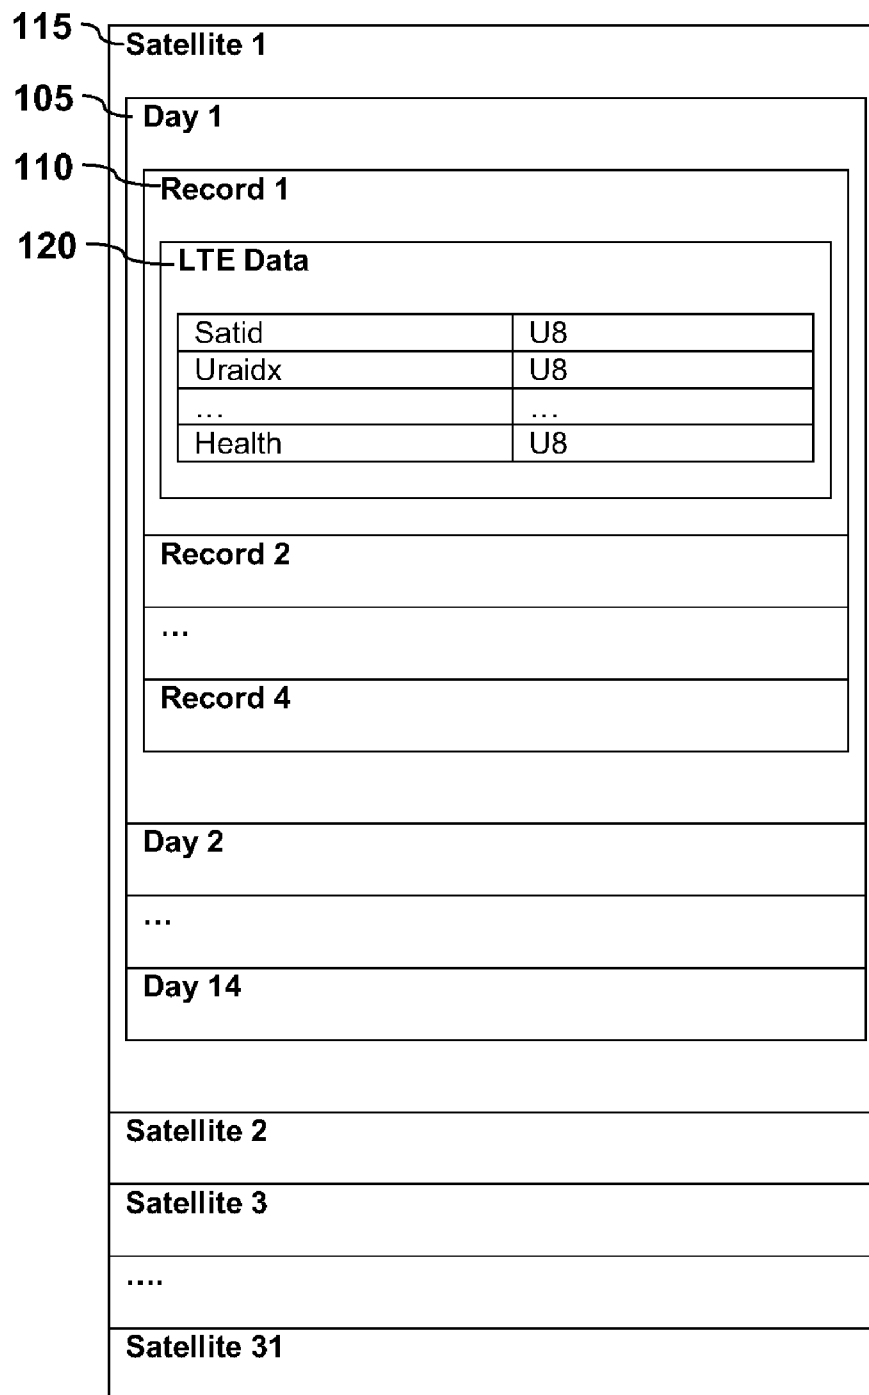 115 Satellite 1
105 Day 1
110 Record 1
120 LTE Data
Satid U8
Uraidx U8
... ...
Health U8
Record 2
...
Record 4
Day 2
...
Day 14
Satellite 2
Satellite 3
....
Satellite 31